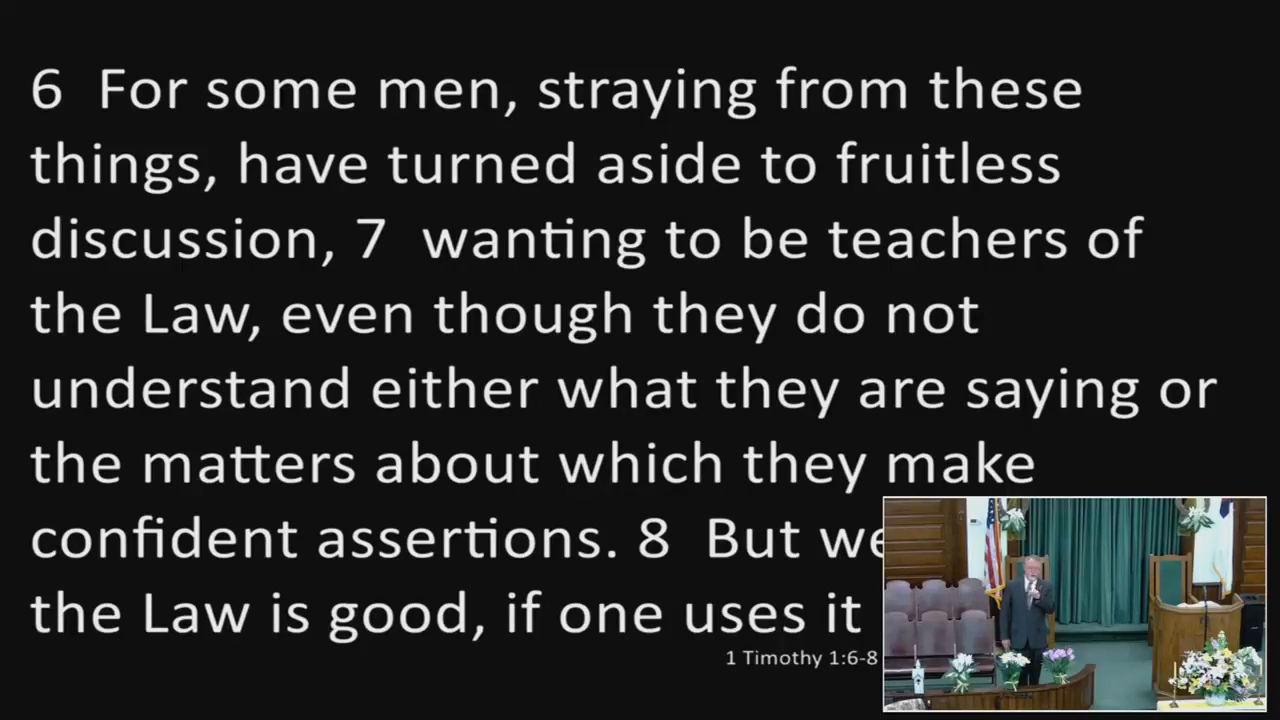 6 For some men, straying from these
things, have turned aside to fruitless
discussion, 7 wanting to be teachers of
the Law, even though they do not
understand either what they are saying or
the matters about which they make
confident assertions. 8 But we
the Law is good, if one uses it
1 Timothy 1:6-8